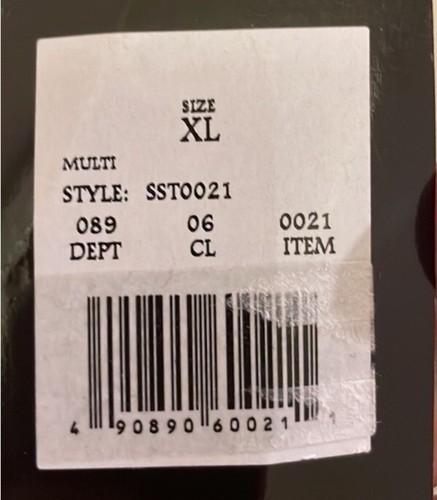 SIZE
XL
MULTI
STYLE: SST0021
089 06 0021
DEPT CL ITEM
4 90890 60021 1